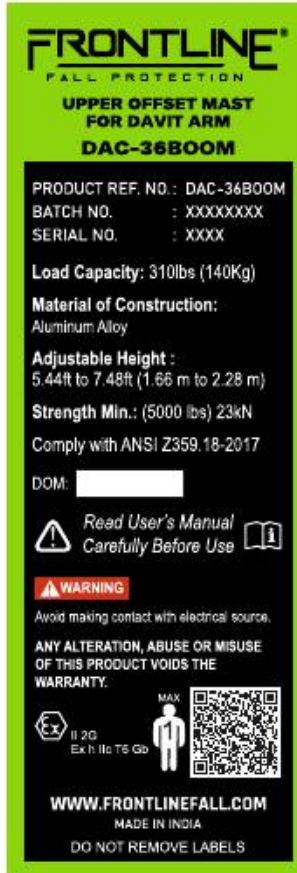 FRONTLINE®
FALL PROTECTION
UPPER OFFSET MAST
FOR DAVIT ARM
DAC-36BOOM
PRODUCT REF. NO.: DAC-36BOOM
BATCH NO. : XXXXXXXX
SERIAL NO. : XXXX
Load Capacity: 310lbs (140Kg)
Material of Construction:
Aluminum Alloy
Adjustable Height :
5.44ft to 7.48ft (1.66 m to 2.28 m)
Strength Min.: (5000 lbs) 23kN
Comply with ANSI Z359.18-2017
DOM:
Read User's Manual
Carefully Before Use
WARNING
Avoid making contact with electrical source.
ANY ALTERATION, ABUSE OR MISUSE
OF THIS PRODUCT VOIDS THE
WARRANTY.
MAX
Ex
II 2G
Ex h IIc T6 Gb
WWW.FRONTLINEFALL.COM
MADE IN INDIA
DO NOT REMOVE LABELS